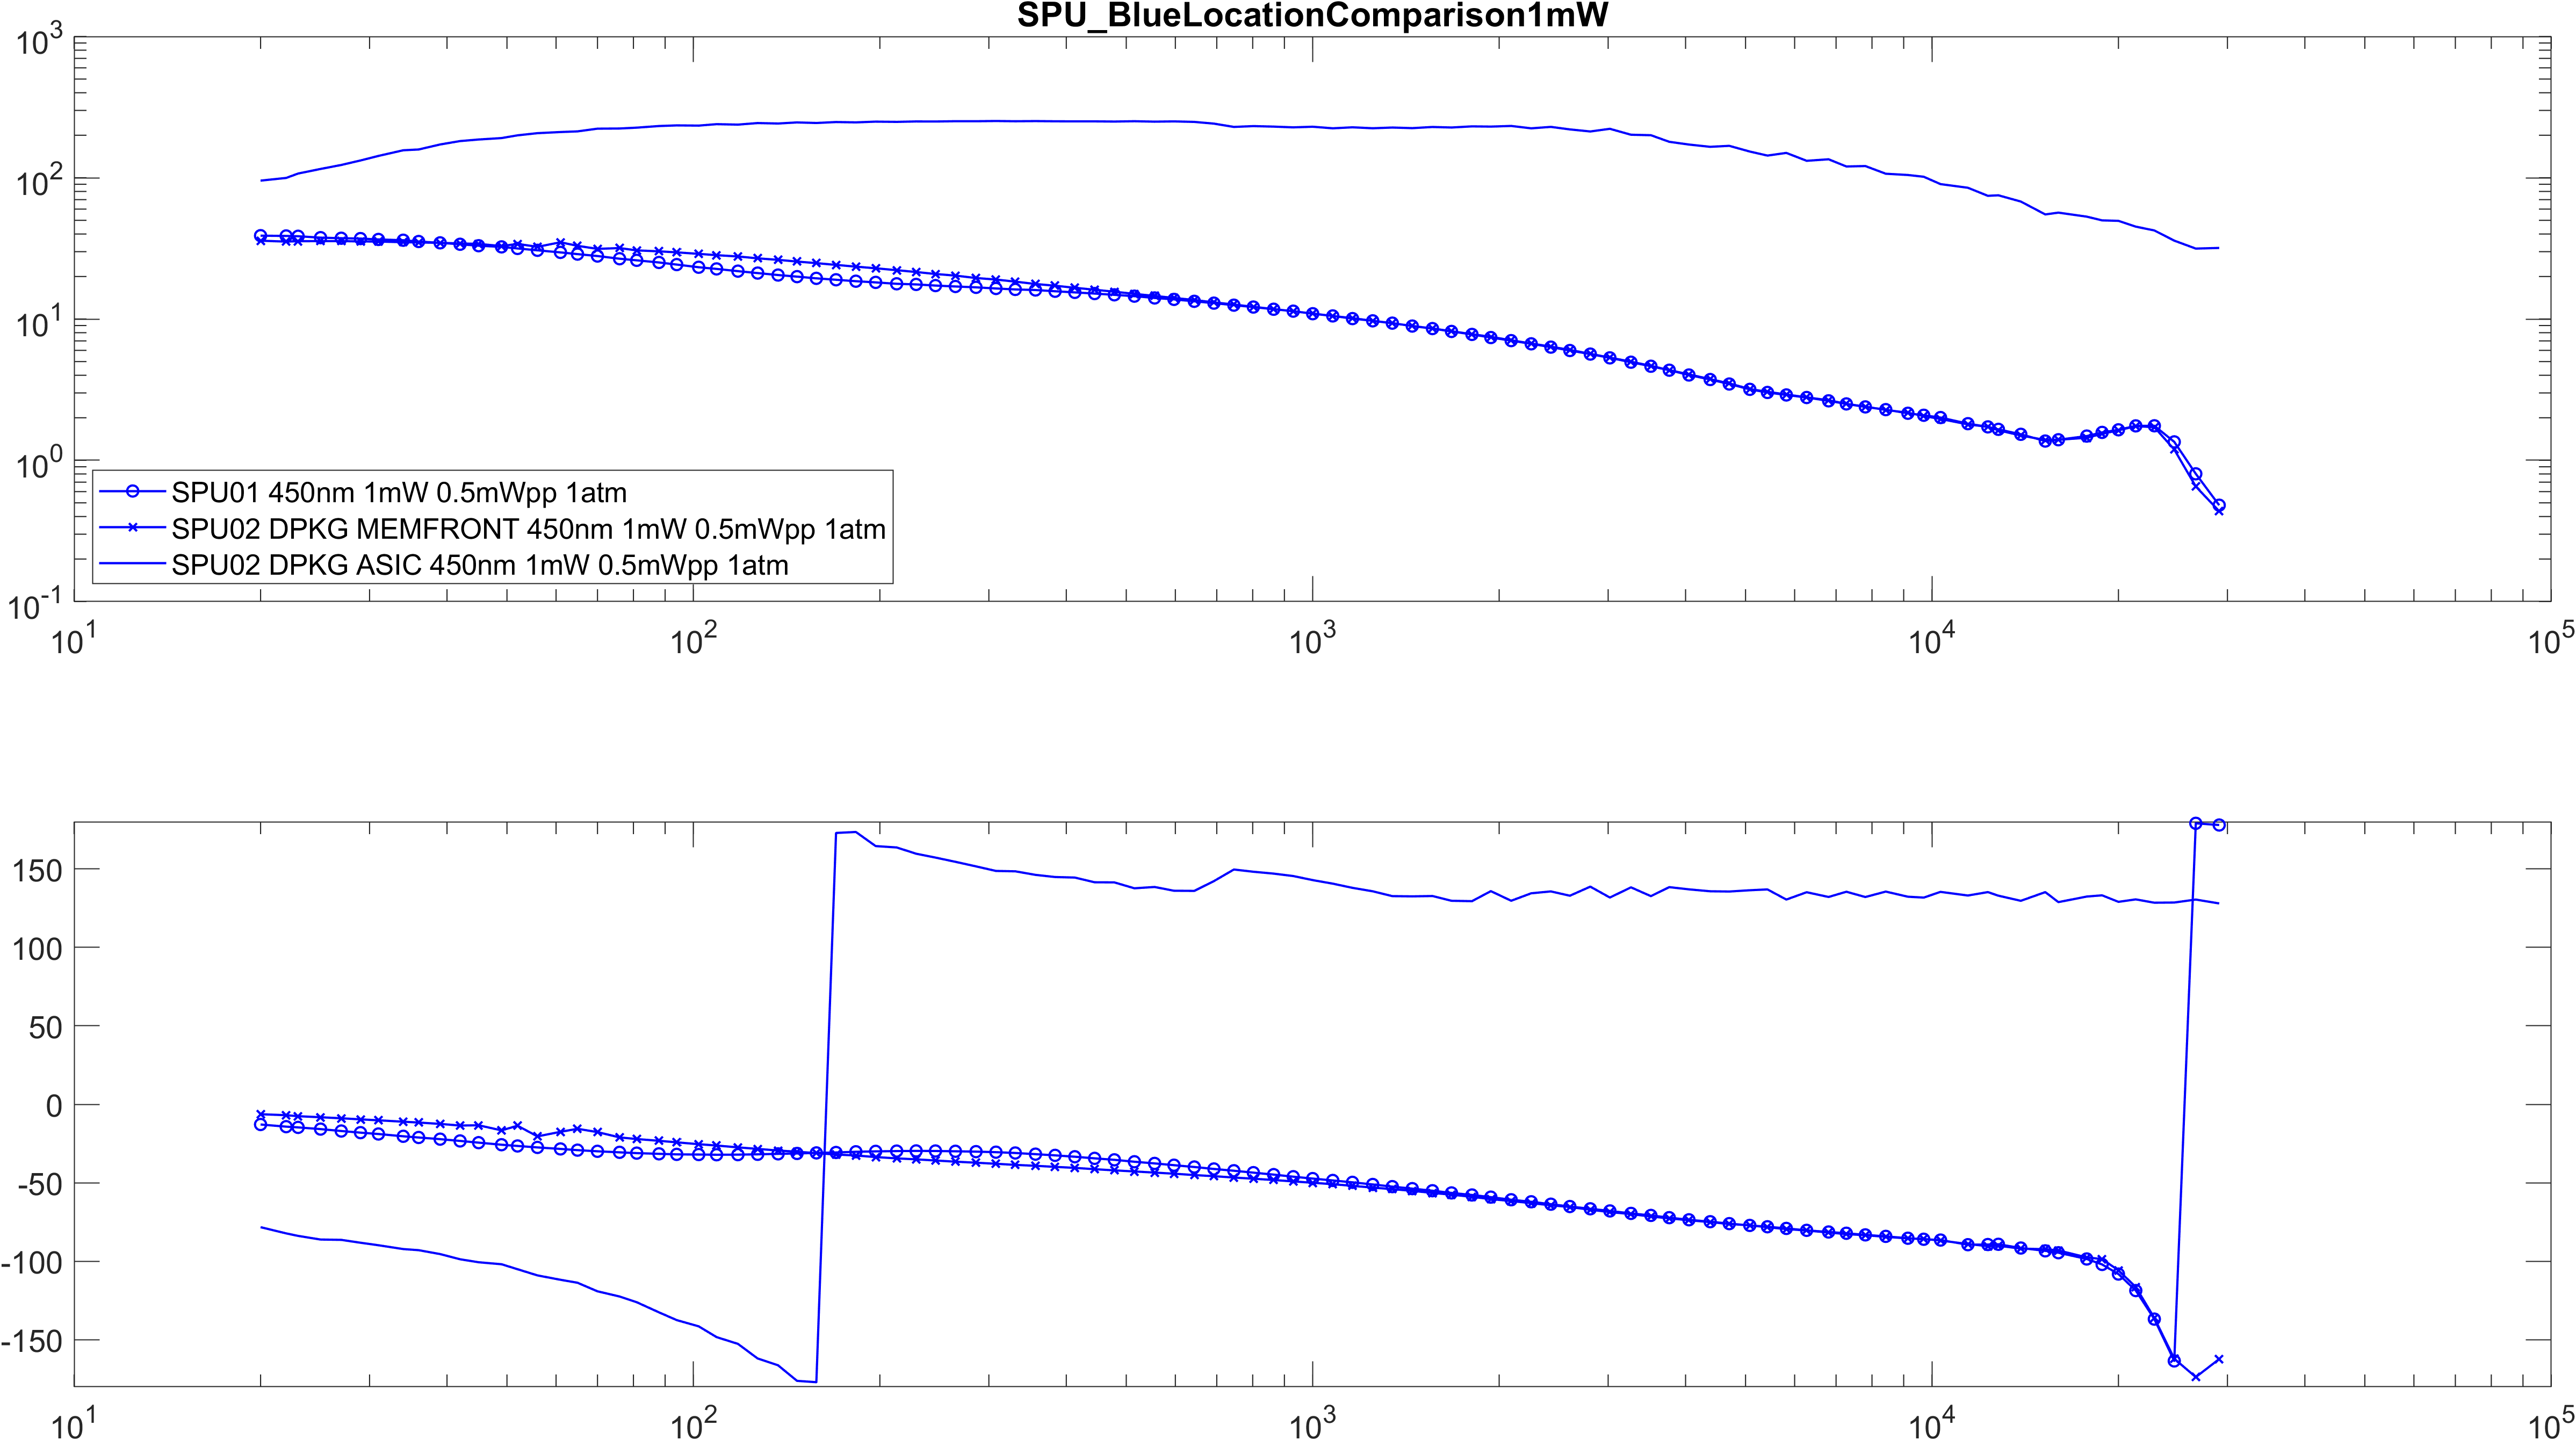 SPU_BlueLocationComparison1mW
10^3
10^2
10^1
10^0
10^-1
SPU01 450nm 1mW 0.5mWpp 1atm
SPU02 DPKG MEMFRONT 450nm 1mW 0.5mWpp 1atm
SPU02 DPKG ASIC 450nm 1mW 0.5mWpp 1atm
10^1 10^2 10^3 10^4 10^5
150
100
50
0
-50
-100
-150
10^1 10^2 10^3 10^4 10^5